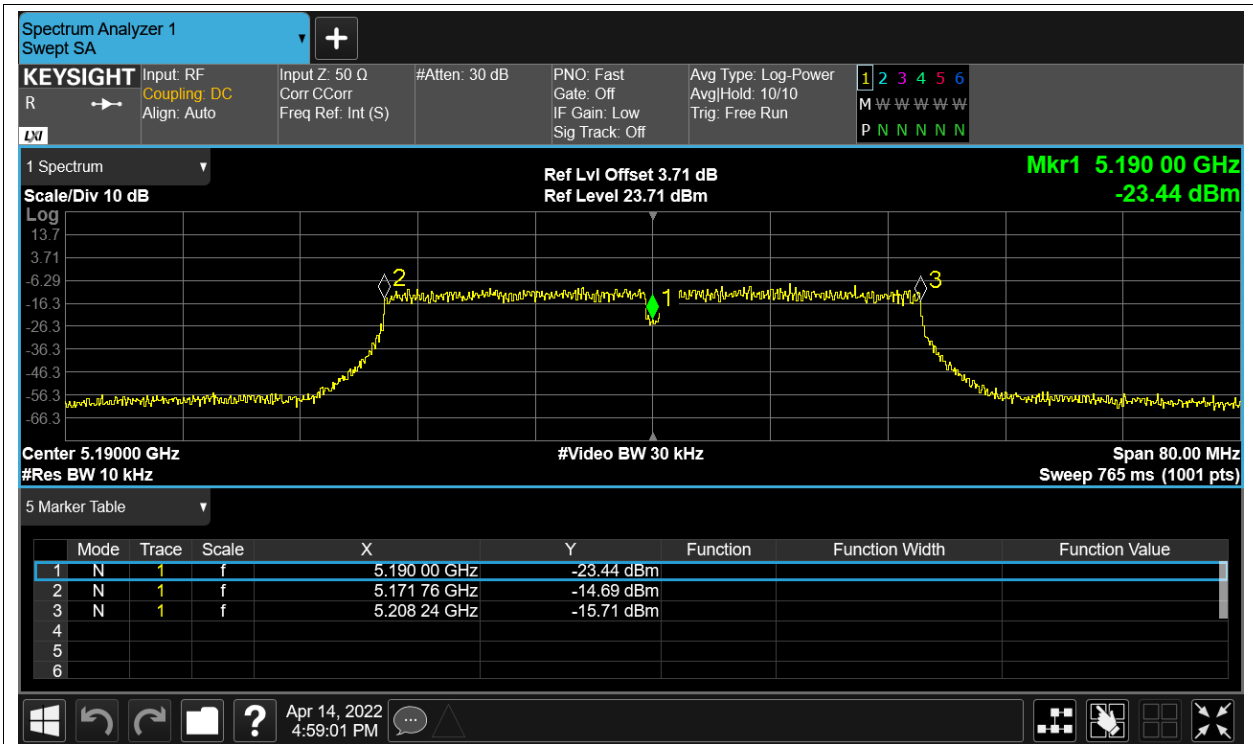 Spectrum Analyzer 1
Swept SA
KEYSIGHT Input: RF Input Z: 50 Ω #Atten: 30 dB PNO: Fast Avg Type: Log-Power 1 2 3 4 5 6
R Coupling: DC Corr CCorr Gate: Off Avg|Hold: 10/10 M W W W W W
Align: Auto Freq Ref: Int (S) IF Gain: Low Trig: Free Run
LXI Sig Track: Off P N N N N N
1 Spectrum Ref Lvl Offset 3.71 dB Mkr1 5.190 00 GHz
Scale/Div 10 dB Ref Level 23.71 dBm -23.44 dBm
Log
13.7
3.71
-6.29
-16.3
-26.3
-36.3
-46.3
-56.3
-66.3
2
1
3
Center 5.19000 GHz #Video BW 30 kHz Span 80.00 MHz
#Res BW 10 kHz Sweep 765 ms (1001 pts)
5 Marker Table
Mode Trace Scale X Y Function Function Width Function Value
1 N 1 f 5.190 00 GHz -23.44 dBm
2 N 1 f 5.171 76 GHz -14.69 dBm
3 N 1 f 5.208 24 GHz -15.71 dBm
4
5
6
? Apr 14, 2022
4:59:01 PM